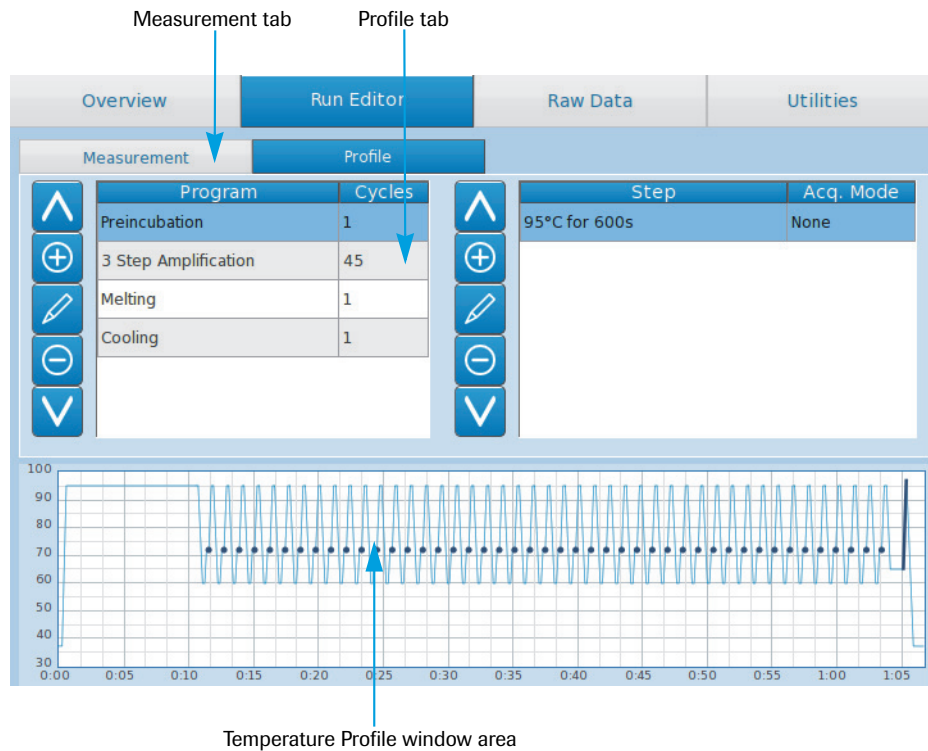 Measurement tab Profile tab
Overview Run Editor Raw Data Utilities
Measurement Profile
Program Cycles Step Acq. Mode
Preincubation 1 95°C for 600s None
3 Step Amplification 45
Melting 1
Cooling 1
100
90
80
70
60
50
40
30
0:00 0:05 0:10 0:15 0:20 0:25 0:30 0:35 0:40 0:45 0:50 0:55 1:00 1:05
Temperature Profile window area